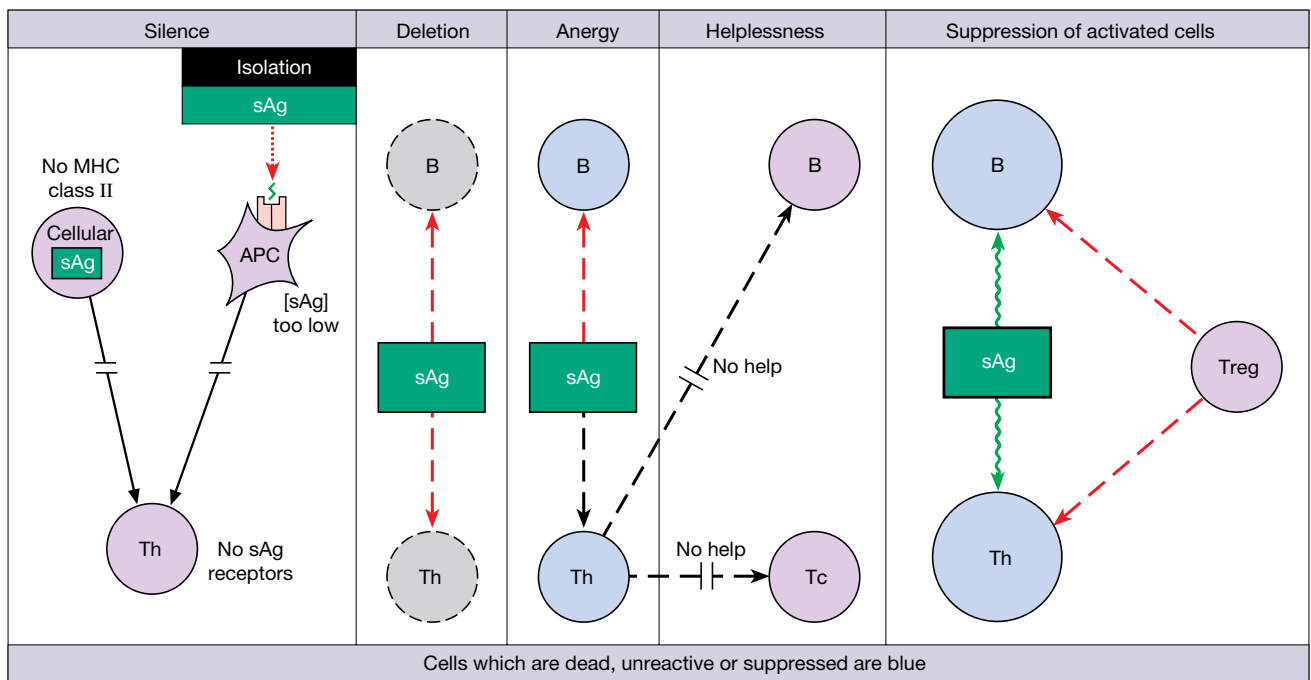 Silence
Deletion
Anergy
Helplessness
Suppression of activated cells
Isolation
sAg
No MHC
class II
Cellular
sAg
APC
[sAg]
too low
Th
No sAg
receptors
B
sAg
Th
B
sAg
Th
B
No help
No help
Tc
B
sAg
Treg
Th
Cells which are dead, unreactive or suppressed are blue